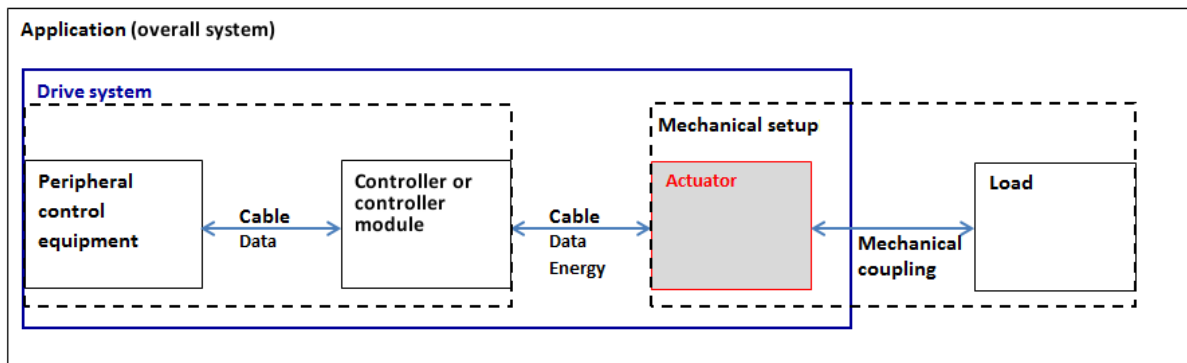 Application (overall system)
Drive system
Mechanical setup
Peripheral
control
equipment
Cable
Data
Controller or
controller
module
Cable
Data
Energy
Actuator
Mechanical
coupling
Load